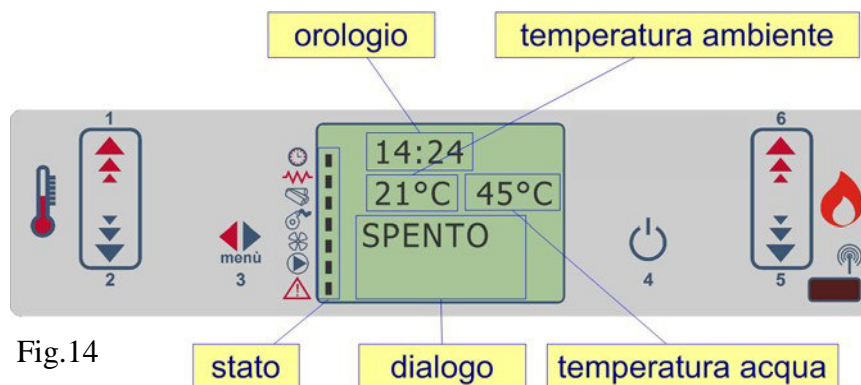 orologio
temperatura ambiente
1
6
14:24
21°C
45°C
SPENTO
menù
2
3
4
5
Fig.14
stato
dialogo
temperatura acqua